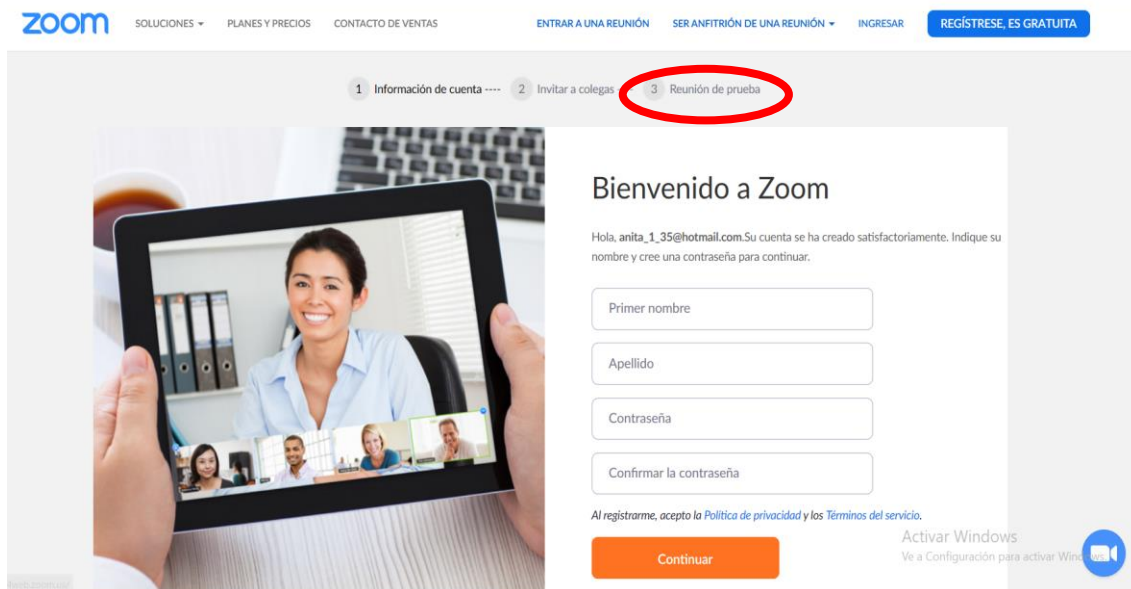 zoom SOLUCIONES PLANES Y PRECIOS CONTACTO DE VENTAS ENTRAR A UNA REUNIÓN SER ANFITRIÓN DE UNA REUNIÓN INGRESAR REGÍSTRESE, ES GRATUITA
1 Información de cuenta ---- 2 Invitar a colegas 3 Reunión de prueba
Bienvenido a Zoom
Hola, anita_1_35@hotmail.com.Su cuenta se ha creado satisfactoriamente. Indique su
nombre y cree una contraseña para continuar.
Primer nombre
Apellido
Contraseña
Confirmar la contraseña
Al registrarme, acepto la Política de privacidad y los Términos del servicio.
Continuar
Activar Windows
Ve a Configuración para activar Windows.